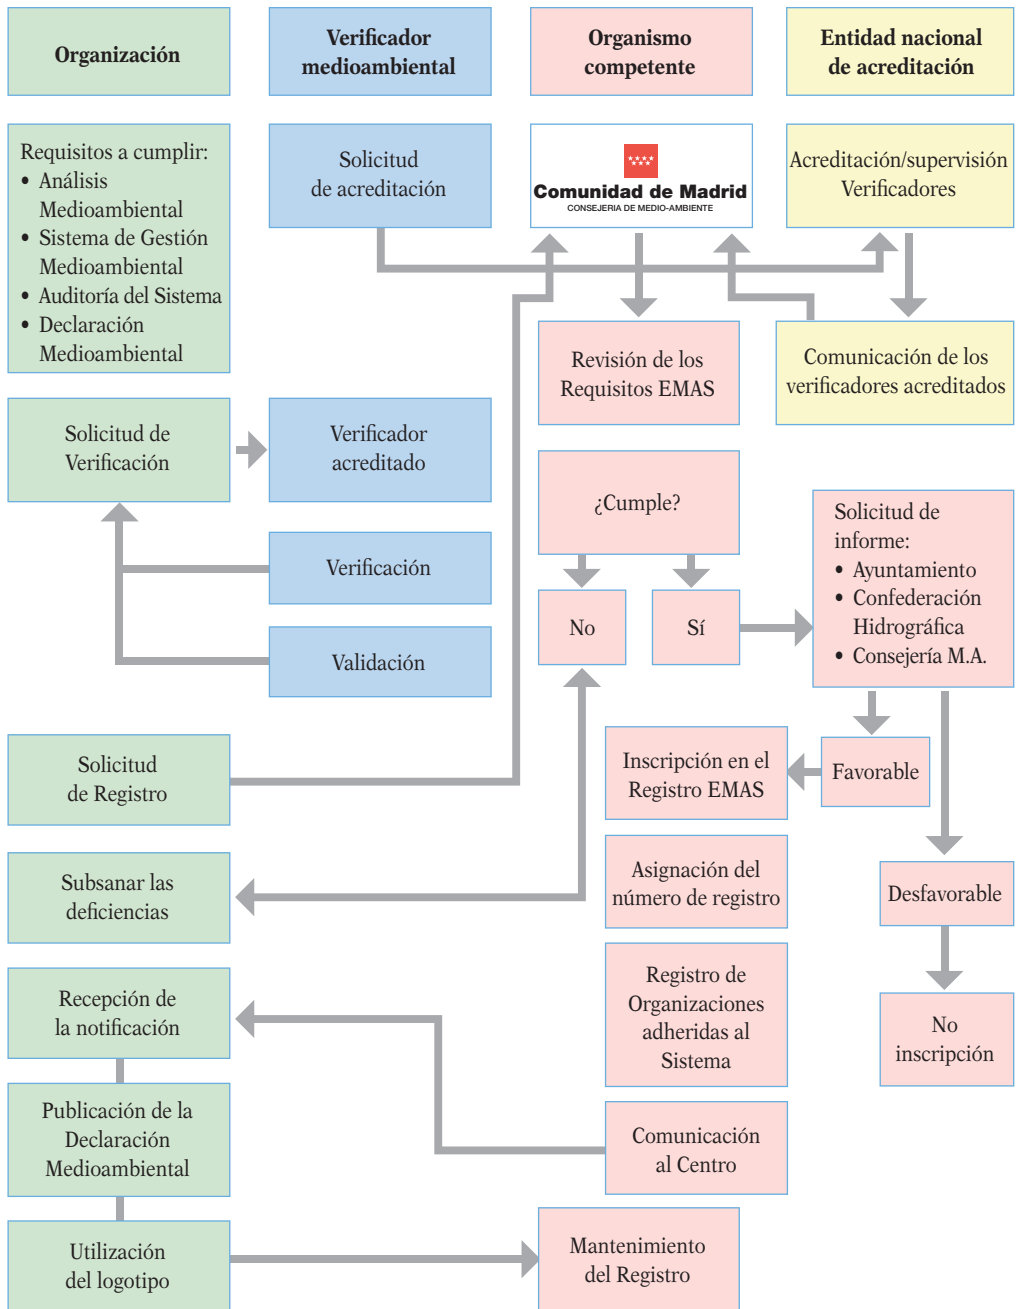 Organización
Verificador
medioambiental
Organismo
competente
Entidad nacional
de acreditación
Requisitos a cumplir:
• Análisis
Medioambiental
• Sistema de Gestión
Medioambiental
• Auditoría del Sistema
• Declaración
Medioambiental
Solicitud
de acreditación
Comunidad de Madrid
CONSEJERIA DE MEDIO-AMBIENTE
Acreditación/supervisión
Verificadores
Revisión de los
Requisitos EMAS
Comunicación de los
verificadores acreditados
Solicitud de
Verificación
Verificador
acreditado
¿Cumple?
Solicitud de
informe:
• Ayuntamiento
• Confederación
Hidrográfica
• Consejería M.A.
Verificación
No
Sí
Validación
Solicitud
de Registro
Inscripción en el
Registro EMAS
Favorable
Subsanar las
deficiencias
Asignación del
número de registro
Desfavorable
Recepción de
la notificación
Registro de
Organizaciones
adheridas al
Sistema
No
inscripción
Publicación de la
Declaración
Medioambiental
Comunicación
al Centro
Utilización
del logotipo
Mantenimiento
del Registro